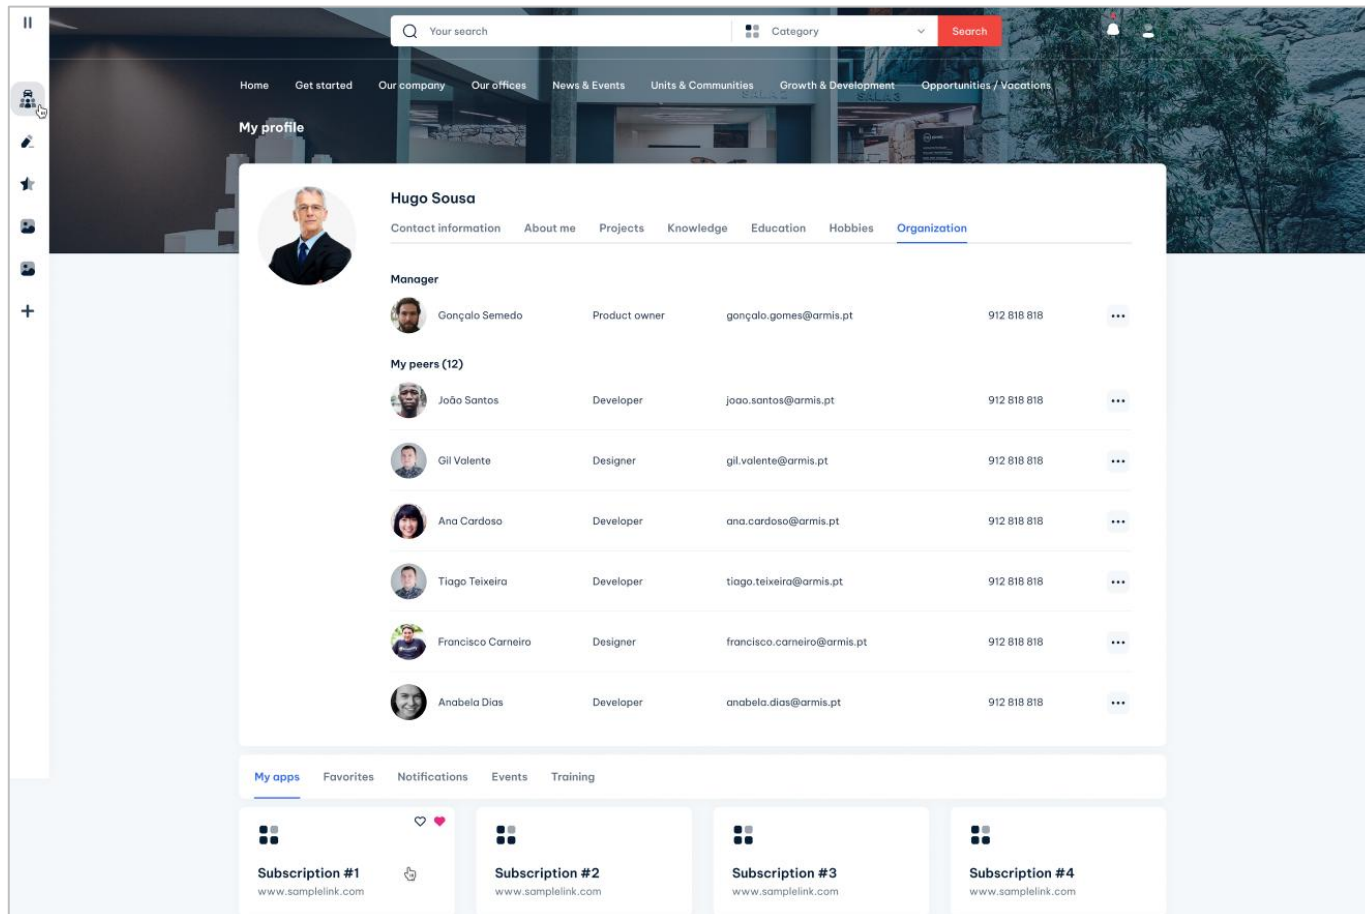 Your search
Category
Search
Home Get started Our company Our offices News & Events Units & Communities Growth & Development Opportunities / Vacations
SALA 2
SALA 3
My profile
Hugo Sousa
Contact information About me Projects Knowledge Education Hobbies Organization
Manager
Gonçalo Semedo Product owner gonçalo.gomes@armis.pt 912 818 818
My peers (12)
João Santos Developer joao.santos@armis.pt 912 818 818
Gil Valente Designer gil.valente@armis.pt 912 818 818
Ana Cardoso Developer ana.cardoso@armis.pt 912 818 818
Tiago Teixeira Developer tiago.teixeira@armis.pt 912 818 818
Francisco Carneiro Designer francisco.carneiro@armis.pt 912 818 818
Anabela Dias Developer anabela.dias@armis.pt 912 818 818
My apps Favorites Notifications Events Training
Subscription #1 Subscription #2 Subscription #3 Subscription #4
www.samplelink.com www.samplelink.com www.samplelink.com www.samplelink.com